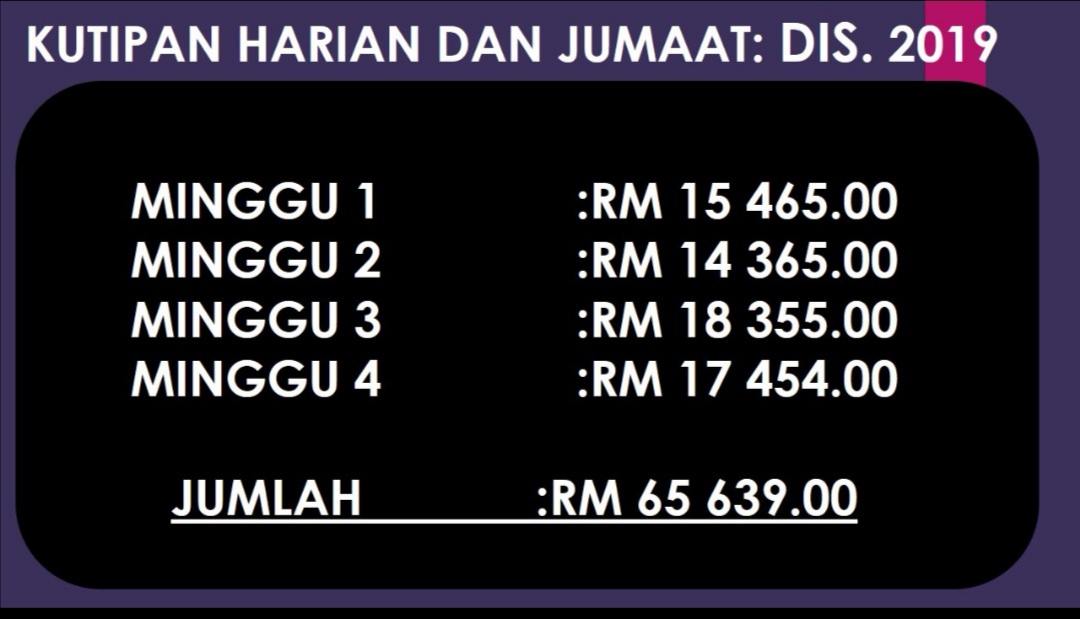 KUTIPAN HARIAN DAN JUMAAT: DIS. 2019
MINGGU 1 :RM 15 465.00
MINGGU 2 :RM 14 365.00
MINGGU 3 :RM 18 355.00
MINGGU 4 :RM 17 454.00
JUMLAH :RM 65 639.00